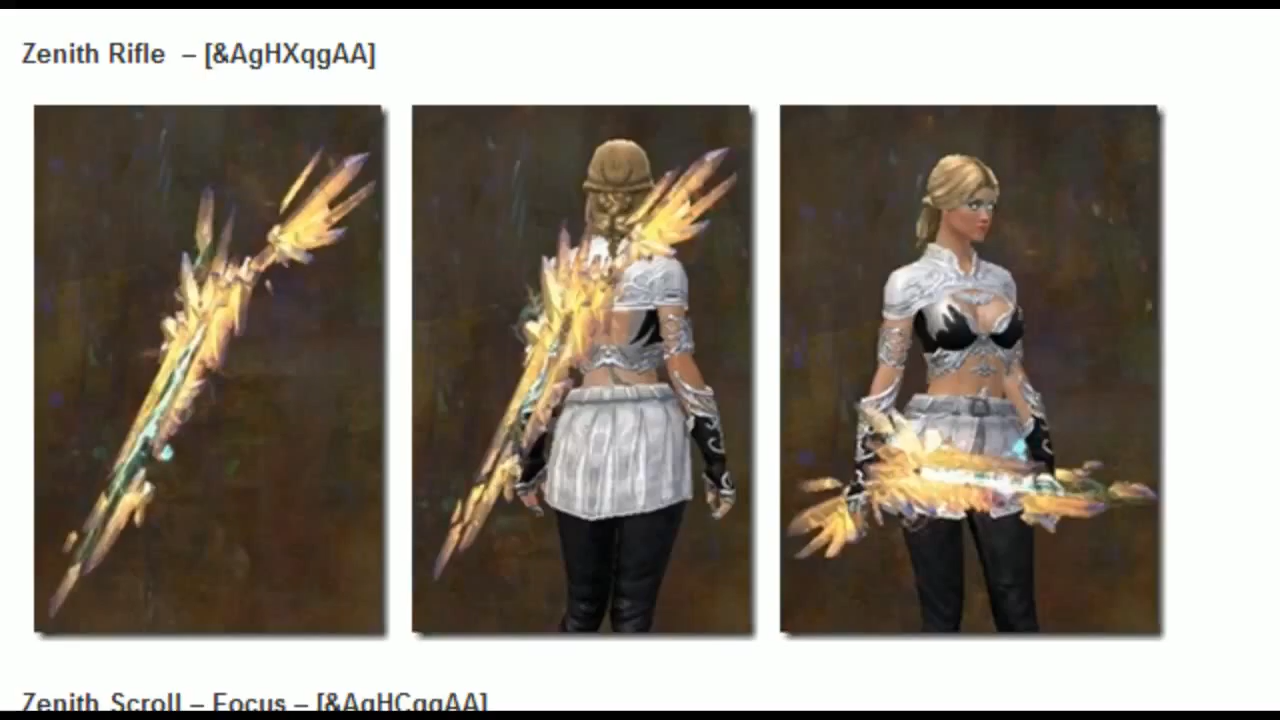 Zenith Rifle – [&AgHXqgAA]
Zenith Scroll – Focus – [&AgHCqgAA]